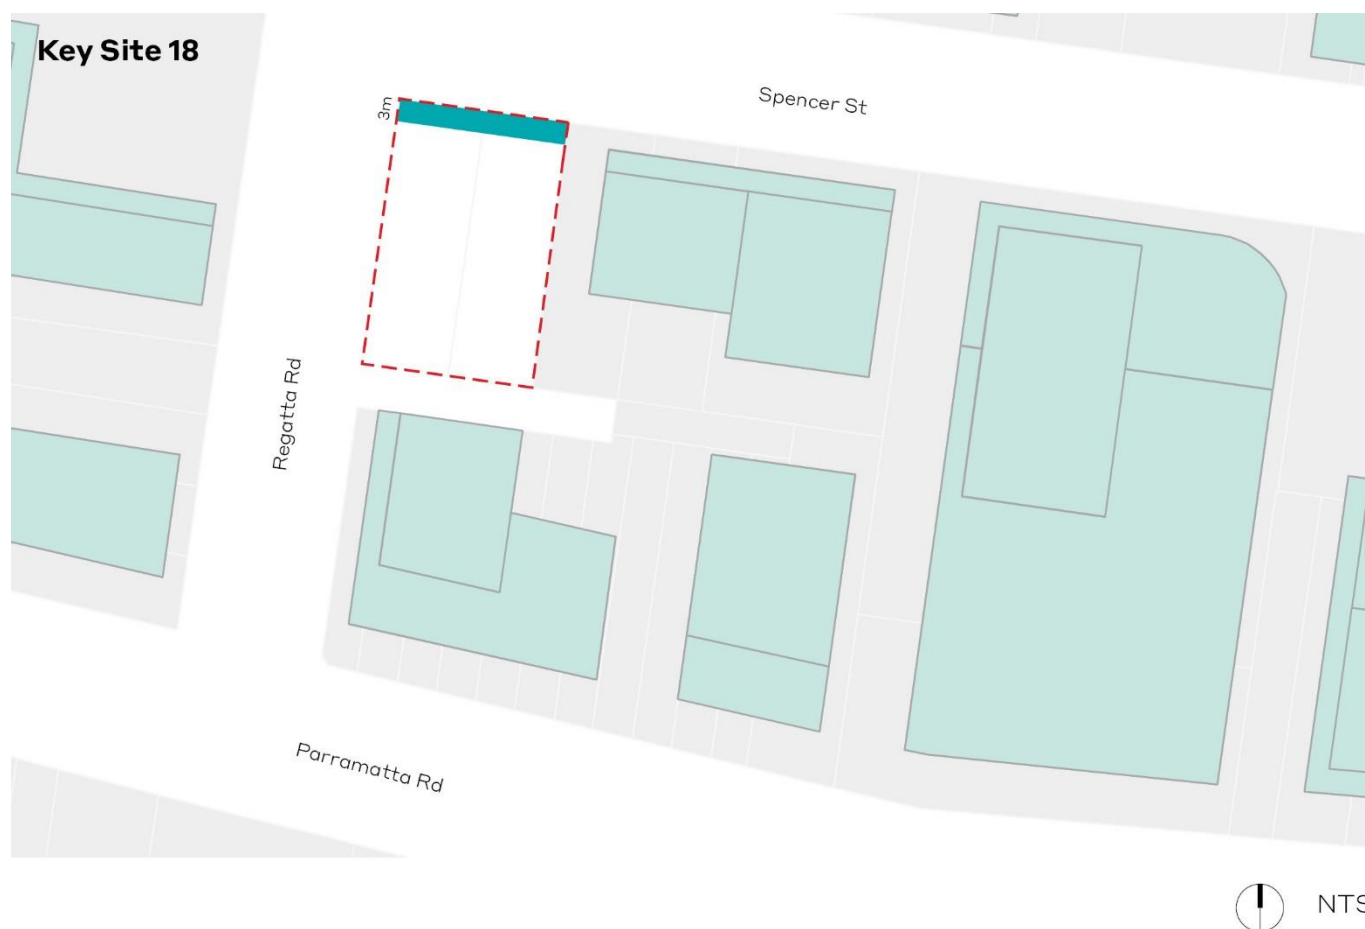 Key Site 18
3m
Spencer St
Regatta Rd
Parramatta Rd
NTS